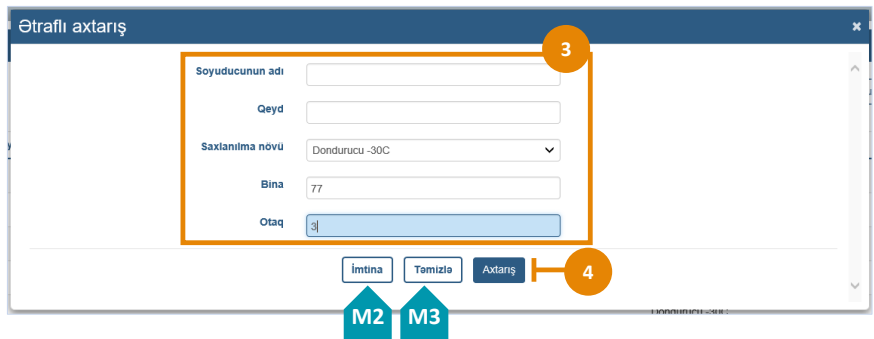 Ətraflı axtarış
×
3
Soyuducunun adı
Qeyd
Saxlanılma növü Dondurucu -30C
Bina 77
Otaq 3
İmtina Təmizlə Axtarış 4
M2 M3